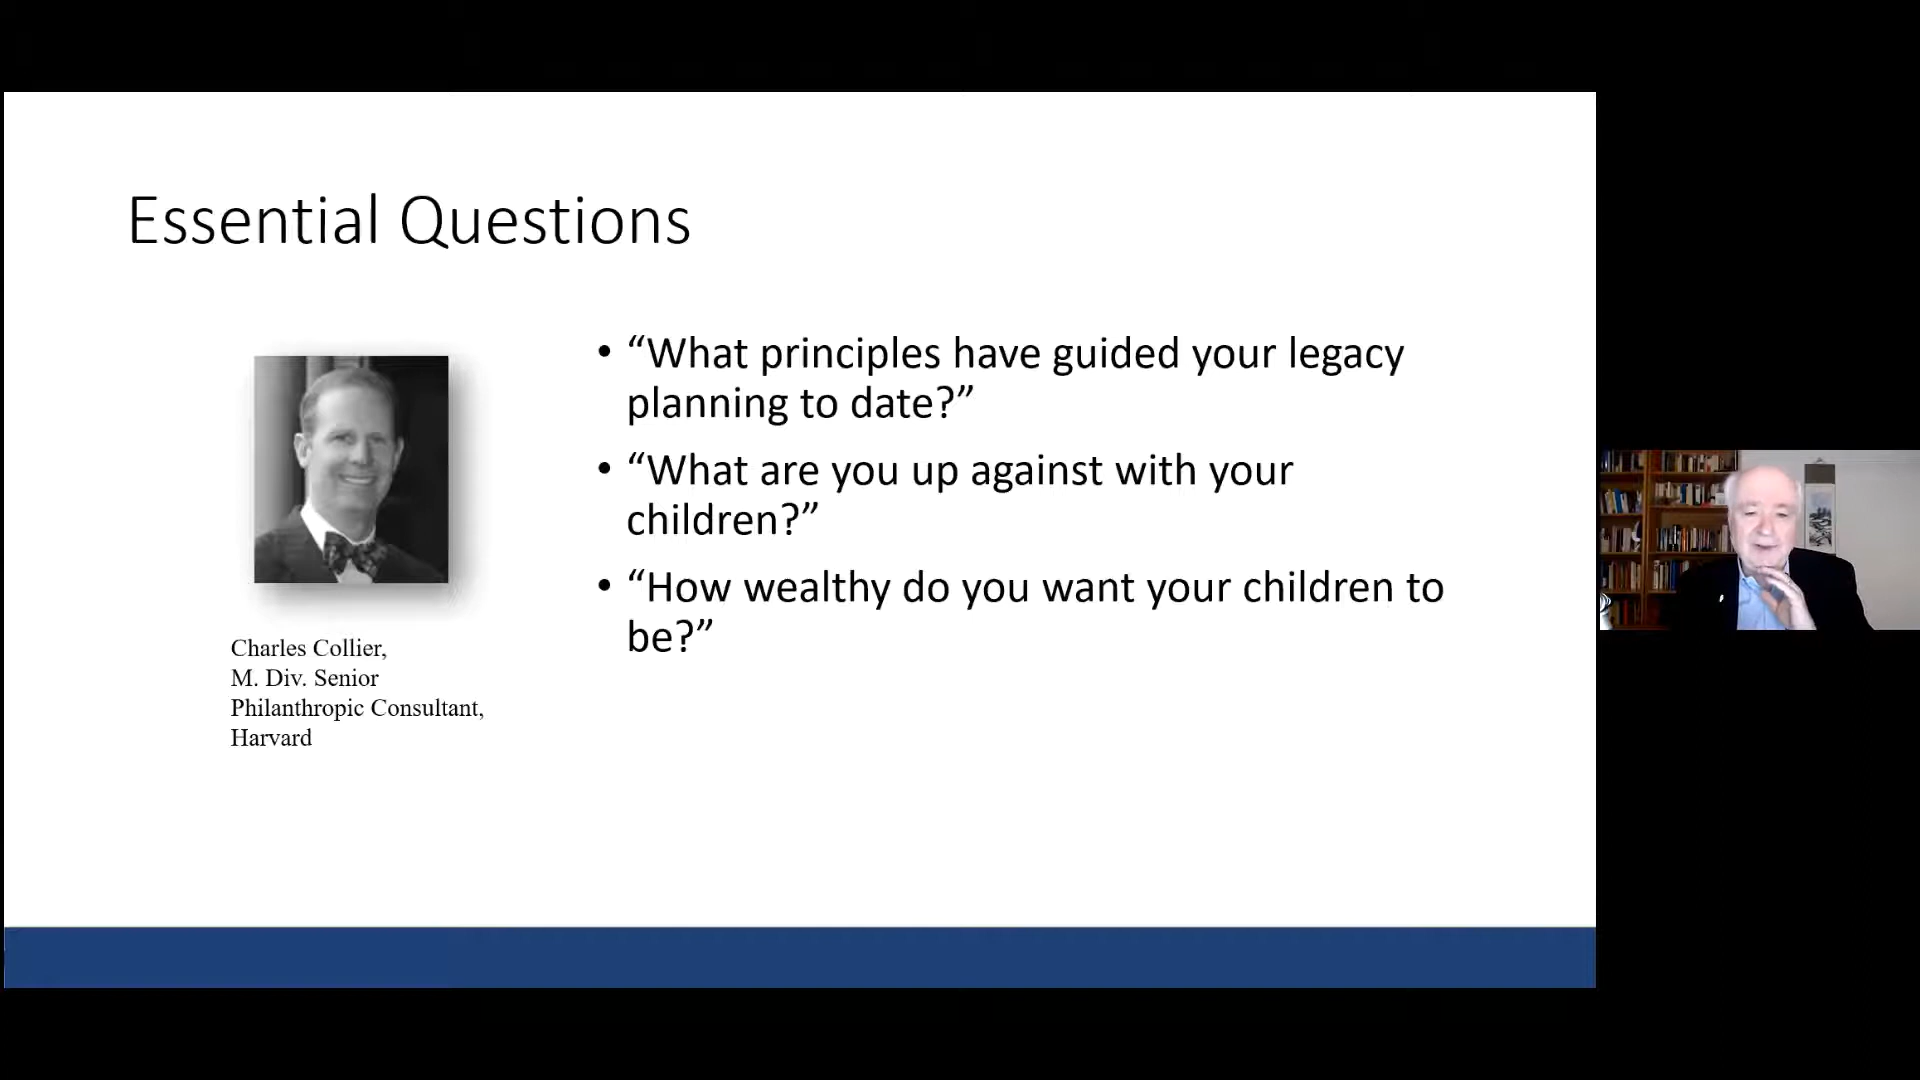 Essential Questions
• “What principles have guided your legacy
planning to date?”
• “What are you up against with your
children?”
• “How wealthy do you want your children to
be?”
Charles Collier,
M. Div. Senior
Philanthropic Consultant,
Harvard